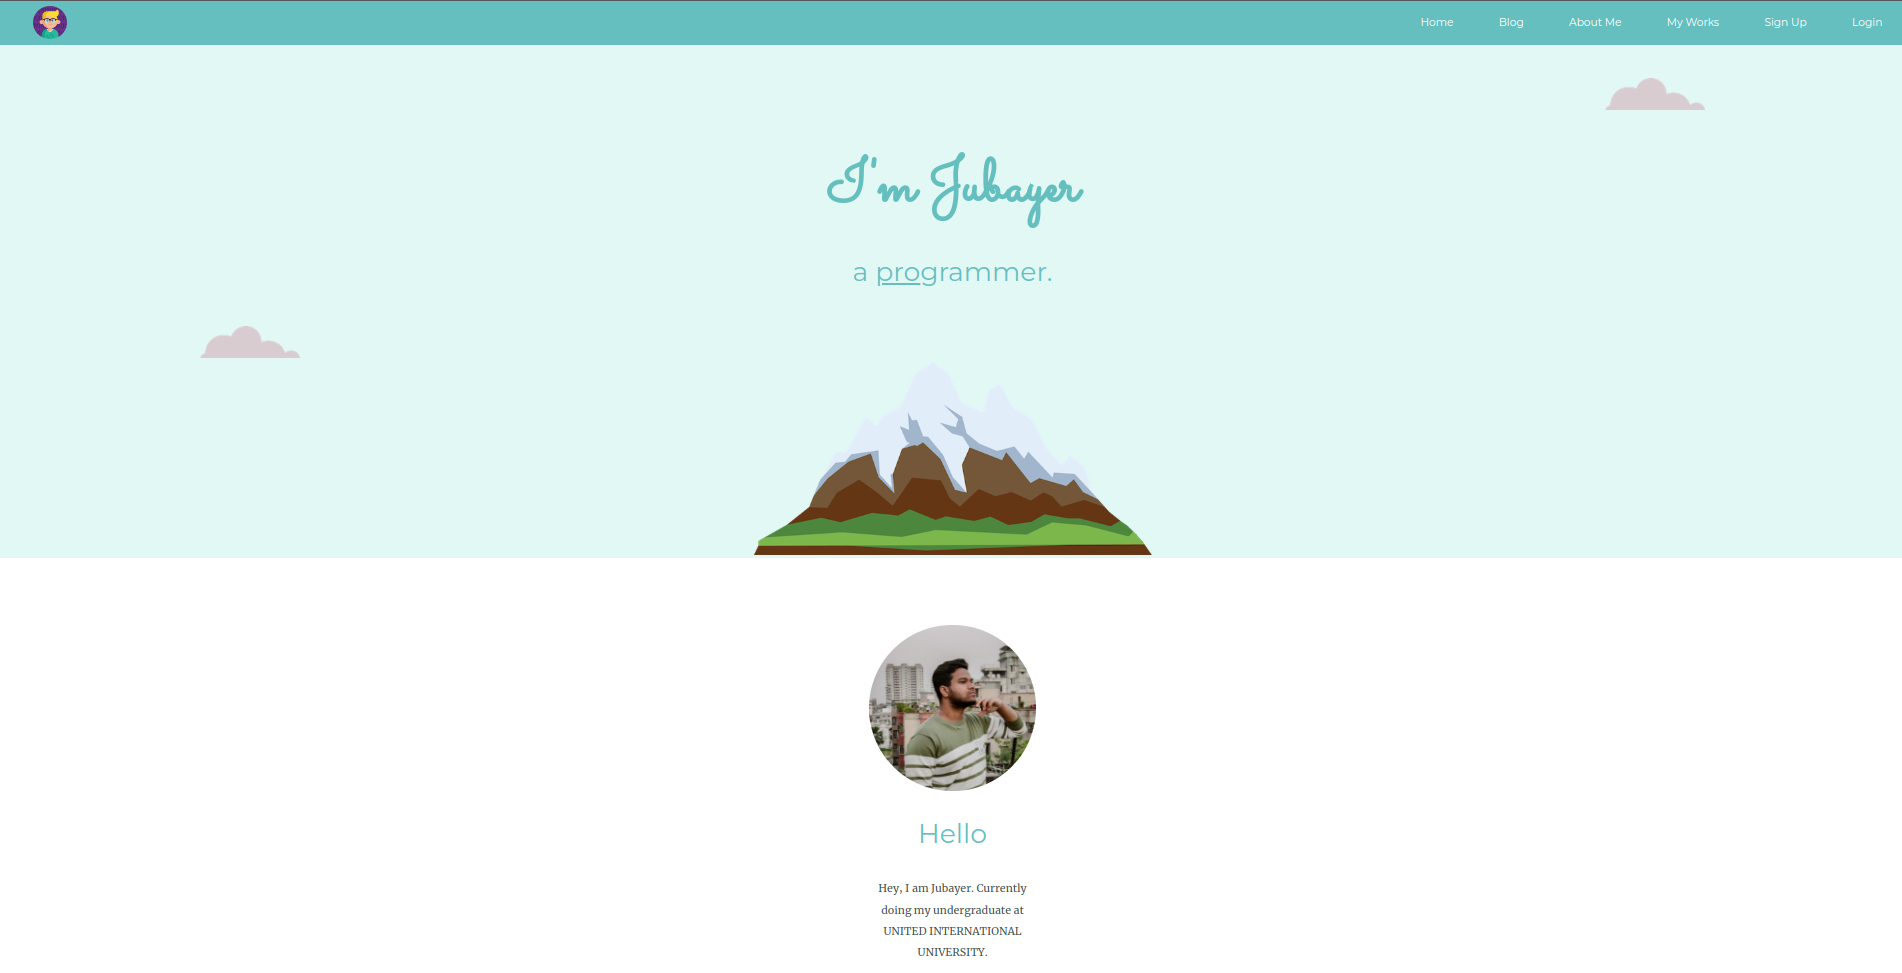 Home Blog About Me My Works Sign Up Login
I'm Jubayer
a programmer.
Hello
Hey, I am Jubayer. Currently
doing my undergraduate at
UNITED INTERNATIONAL
UNIVERSITY.